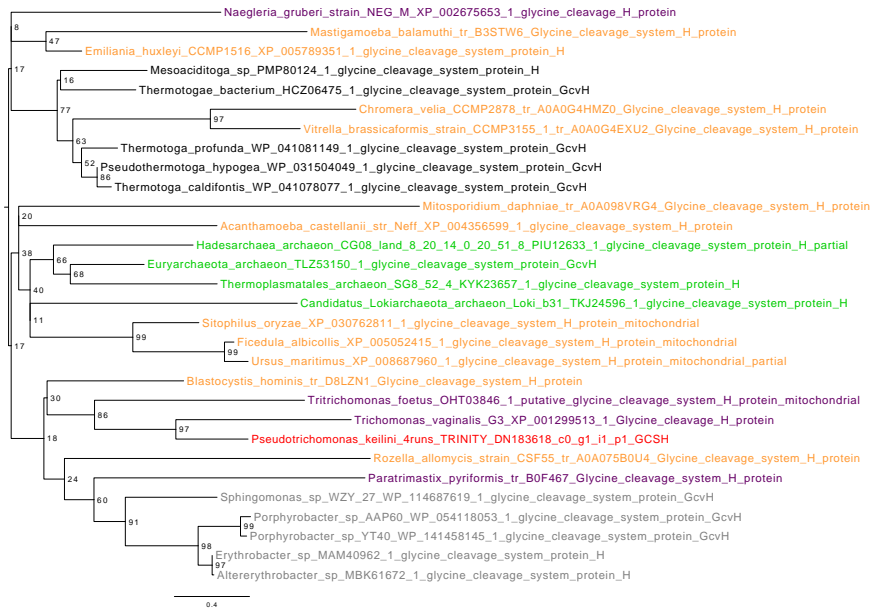 Naegleria_gruberi_strain_NEG_M_XP_002675653_1_glycine_cleavage_H_protein
8
Mastigamoeba_balamuthi_tr_B3STW6_Glycine_cleavage_system_H_protein
47
Emiliania_huxleyi_CCMP1516_XP_005789351_1_glycine_cleavage_system_protein_H
17
Mesoaciditoga_sp_PMP80124_1_glycine_cleavage_system_protein_H
16
Thermotogae_bacterium_HCZ06475_1_glycine_cleavage_system_protein_GcvH
77
Chromera_velia_CCMP2878_tr_A0A0G4HMZ0_Glycine_cleavage_system_H_protein
97
Vitrella_brassicaformis_strain_CCMP3155_1_tr_A0A0G4EXU2_Glycine_cleavage_system_H_protein
63
Thermotoga_profunda_WP_041081149_1_glycine_cleavage_system_protein_GcvH
52
Pseudothermotoga_hypogea_WP_031504049_1_glycine_cleavage_system_protein_GcvH
86
Thermotoga_caldifontis_WP_041078077_1_glycine_cleavage_system_protein_GcvH
Mitosporidium_daphniae_tr_A0A098VRG4_Glycine_cleavage_system_H_protein
20
Acanthamoeba_castellanii_str_Neff_XP_004356599_1_glycine_cleavage_system_H_protein
38
Hadesarchaea_archaeon_CG08_land_8_20_14_0_20_51_8_PIU12633_1_glycine_cleavage_system_protein_H_partial
66
Euryarchaeota_archaeon_TLZ53150_1_glycine_cleavage_system_protein_GcvH
68
Thermoplasmatales_archaeon_SG8_52_4_KYK23657_1_glycine_cleavage_system_protein_H
40
Candidatus_Lokiarchaeota_archaeon_Loki_b31_TKJ24596_1_glycine_cleavage_system_protein_H
11
Sitophilus_oryzae_XP_030762811_1_glycine_cleavage_system_H_protein_mitochondrial
99
Ficedula_albicollis_XP_005052415_1_glycine_cleavage_system_H_protein_mitochondrial
99
17
Ursus_maritimus_XP_008687960_1_glycine_cleavage_system_H_protein_mitochondrial_partial
Blastocystis_hominis_tr_D8LZN1_Glycine_cleavage_system_H_protein
30
Tritrichomonas_foetus_OHT03846_1_putative_glycine_cleavage_system_H_protein_mitochondrial
86
Trichomonas_vaginalis_G3_XP_001299513_1_Glycine_cleavage_H_protein
97
18
Pseudotrichomonas_keilini_4runs_TRINITY_DN183618_c0_g1_i1_p1_GCSH
Rozella_allomycis_strain_CSF55_tr_A0A075B0U4_Glycine_cleavage_system_H_protein
24
Paratrimastix_pyriformis_tr_B0F467_Glycine_cleavage_system_H_protein
60
Sphingomonas_sp_WZY_27_WP_114687619_1_glycine_cleavage_system_protein_GcvH
91
Porphyrobacter_sp_AAP60_WP_054118053_1_glycine_cleavage_system_protein_GcvH
99
Porphyrobacter_sp_YT40_WP_141458145_1_glycine_cleavage_system_protein_GcvH
98
Erythrobacter_sp_MAM40962_1_glycine_cleavage_system_protein_H
97
Altererythrobacter_sp_MBK61672_1_glycine_cleavage_system_protein_H
0.4